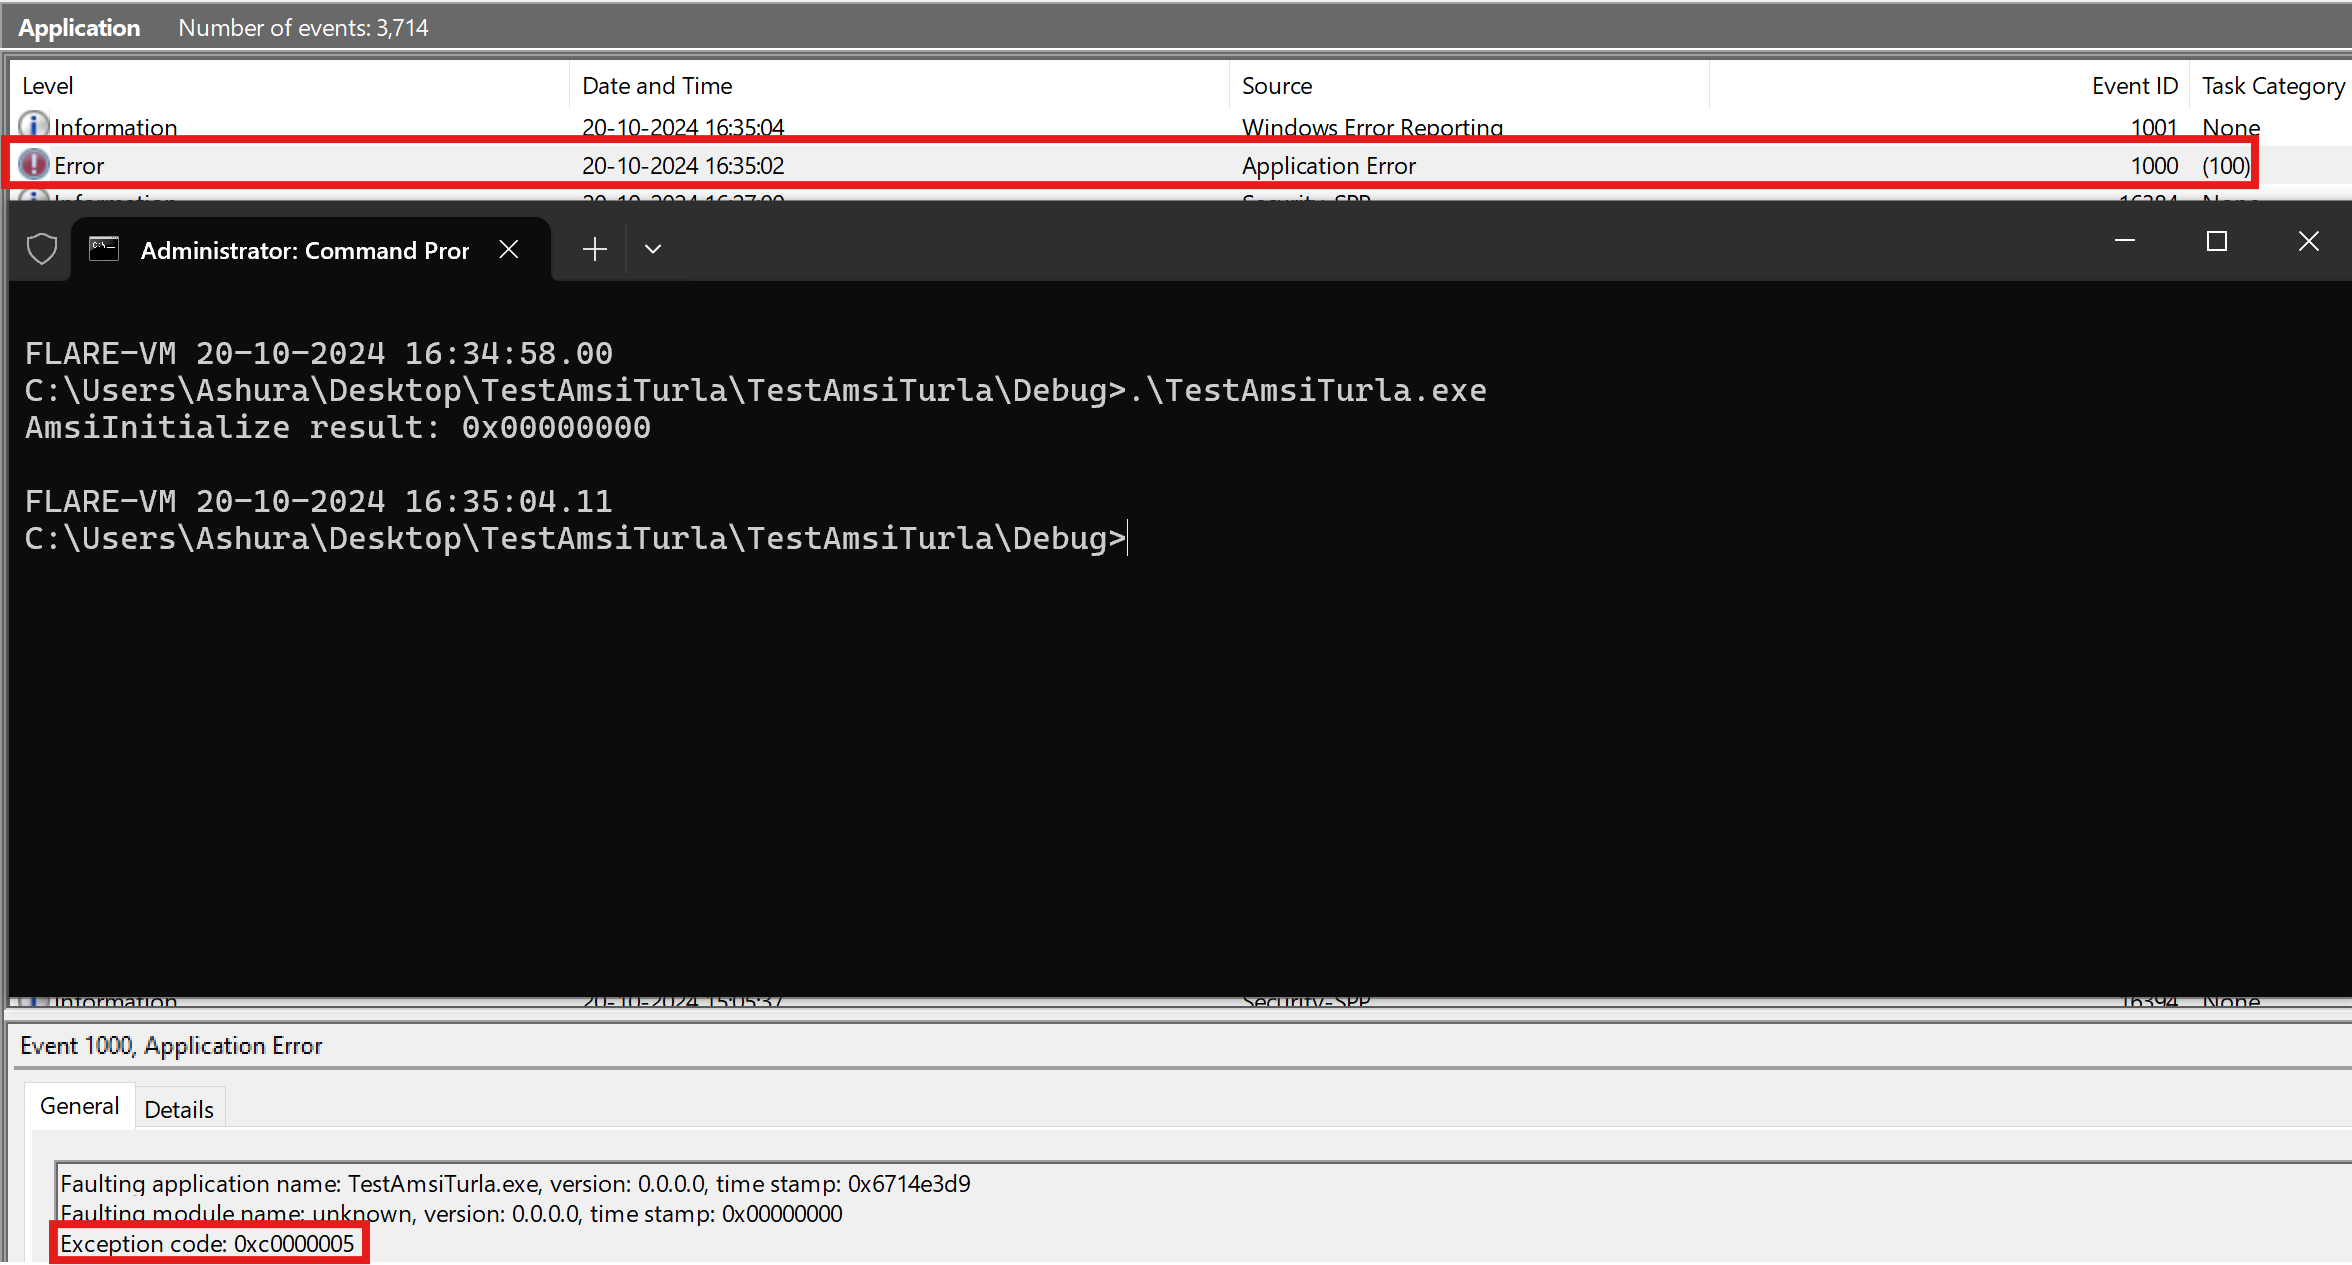 Application Number of events: 3,714
Level Date and Time Source Event ID Task Category
Information 20-10-2024 16:35:04 Windows Error Reporting 1001 None
Error 20-10-2024 16:35:02 Application Error 1000 (100)
Information Security-SPP 16384 None
Administrator: Command Pror
FLARE-VM 20-10-2024 16:34:58.00
C:\Users\Ashura\Desktop\TestAmsiTurla\TestAmsiTurla\Debug>.\TestAmsiTurla.exe
AmsiInitialize result: 0x00000000
FLARE-VM 20-10-2024 16:35:04.11
C:\Users\Ashura\Desktop\TestAmsiTurla\TestAmsiTurla\Debug>
Information 20-10-2024 15:05:37 Security-SPP 16394 None
Event 1000, Application Error
General Details
Faulting application name: TestAmsiTurla.exe, version: 0.0.0.0, time stamp: 0x6714e3d9
Faulting module name: unknown, version: 0.0.0.0, time stamp: 0x00000000
Exception code: 0xc0000005